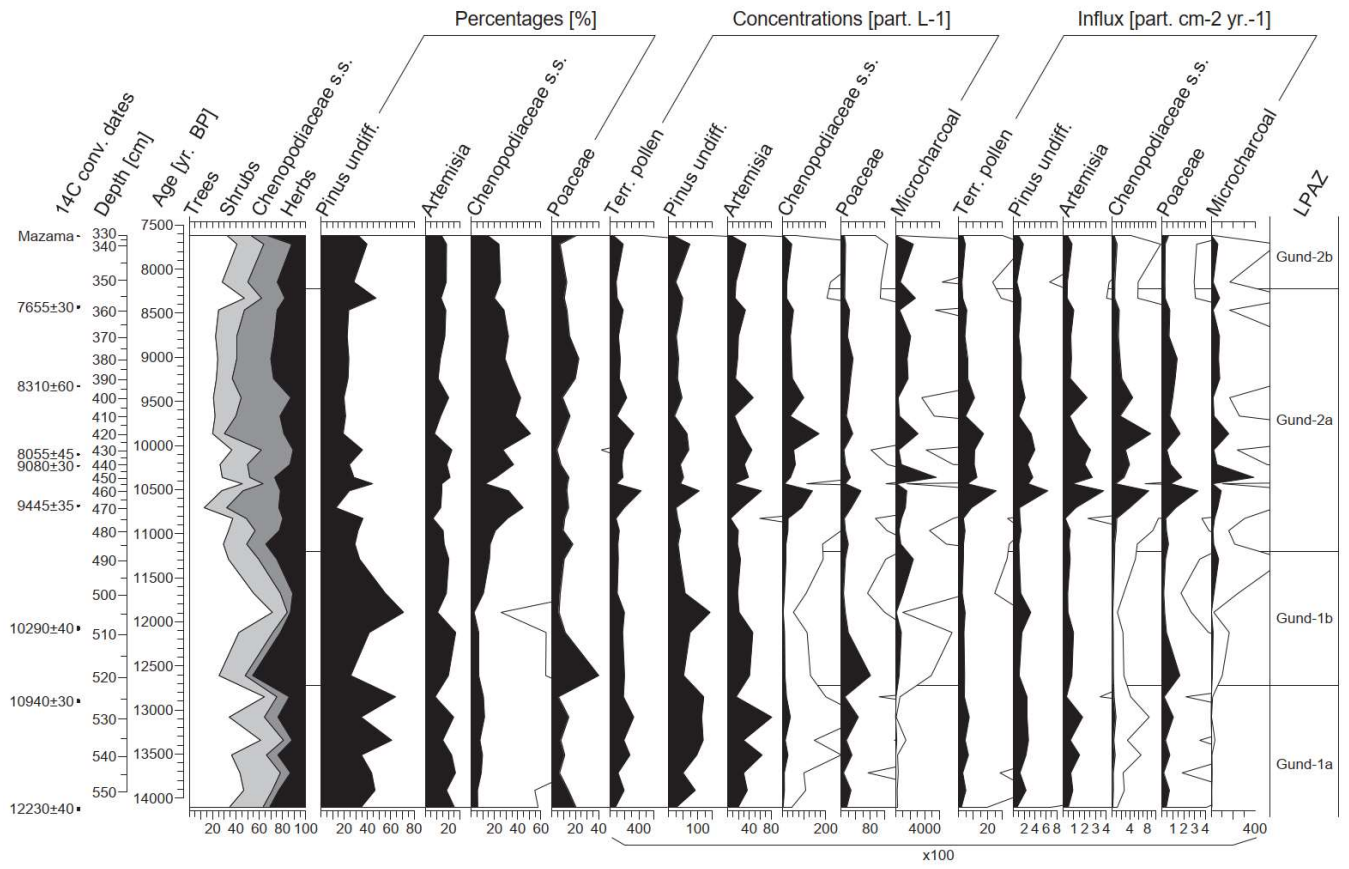 Percentages [%] Concentrations [part. L-1] Influx [part. cm-2 yr.-1]
14C conv. dates
Depth [cm]
Age [yr. BP]
Trees
Shrubs
Chenopodiaceae s.s.
Herbs
Pinus undiff.
Artemisia
Chenopodiaceae s.s.
Poaceae
Terr. pollen
Pinus undiff.
Artemisia
Chenopodiaceae s.s.
Poaceae
Microcharcoal
Terr. pollen
Pinus undiff.
Artemisia
Chenopodiaceae s.s.
Poaceae
Microcharcoal
LPAZ
Mazama
7655±30
8310±60
8055±45
9080±30
9445±35
10290±40
10940±30
12230±40
330
340
350
360
370
380
390
400
410
420
430
440
450
460
470
480
490
500
510
520
530
540
550
7500
8000
8500
9000
9500
10000
10500
11000
11500
12000
12500
13000
13500
14000
Gund-2b
Gund-2a
Gund-1b
Gund-1a
20 40 60 80 100 20 40 60 80 20 20 40 60 20 40 400 100 40 80 200 80 4000 20 2 4 6 8 1 2 3 4 4 8 1 2 3 4 400
x100